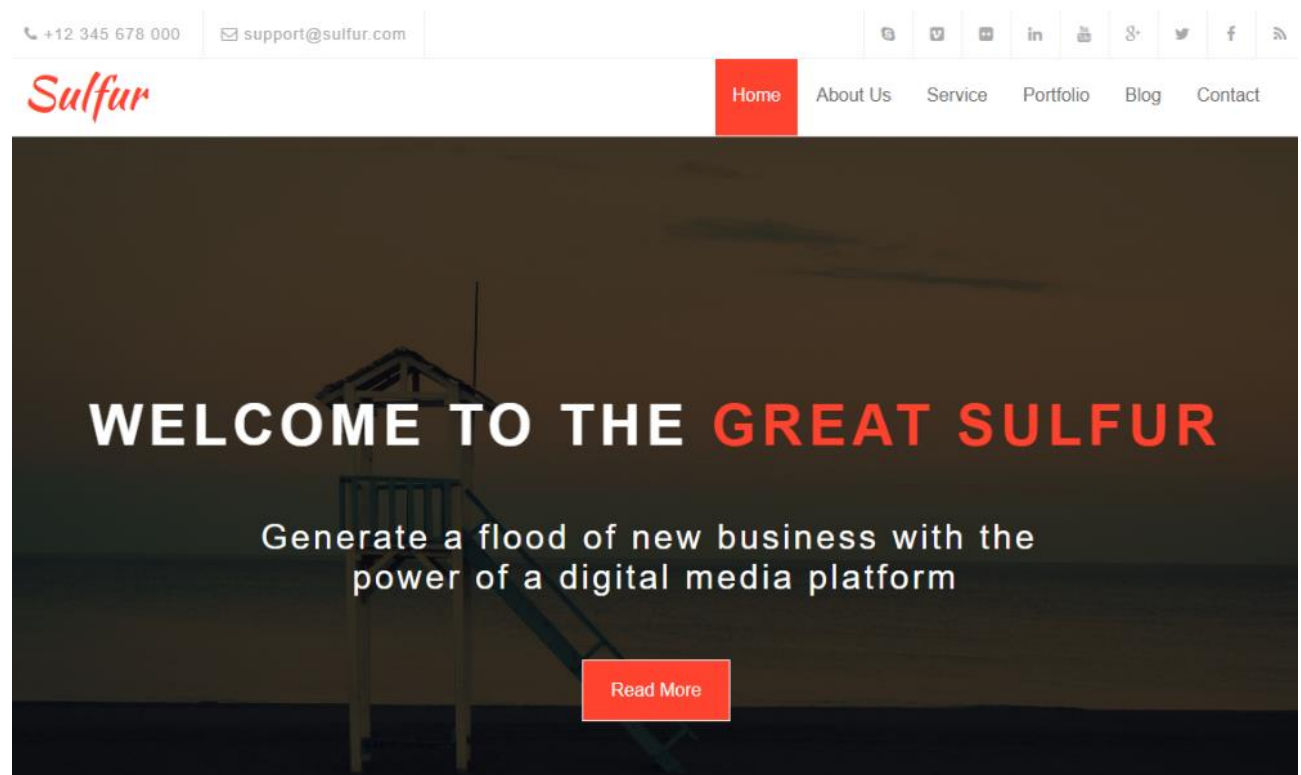 +12 345 678 000 support@sulfur.com
Sulfur
Home About Us Service Portfolio Blog Contact
WELCOME TO THE GREAT SULFUR
Generate a flood of new business with the
power of a digital media platform
Read More